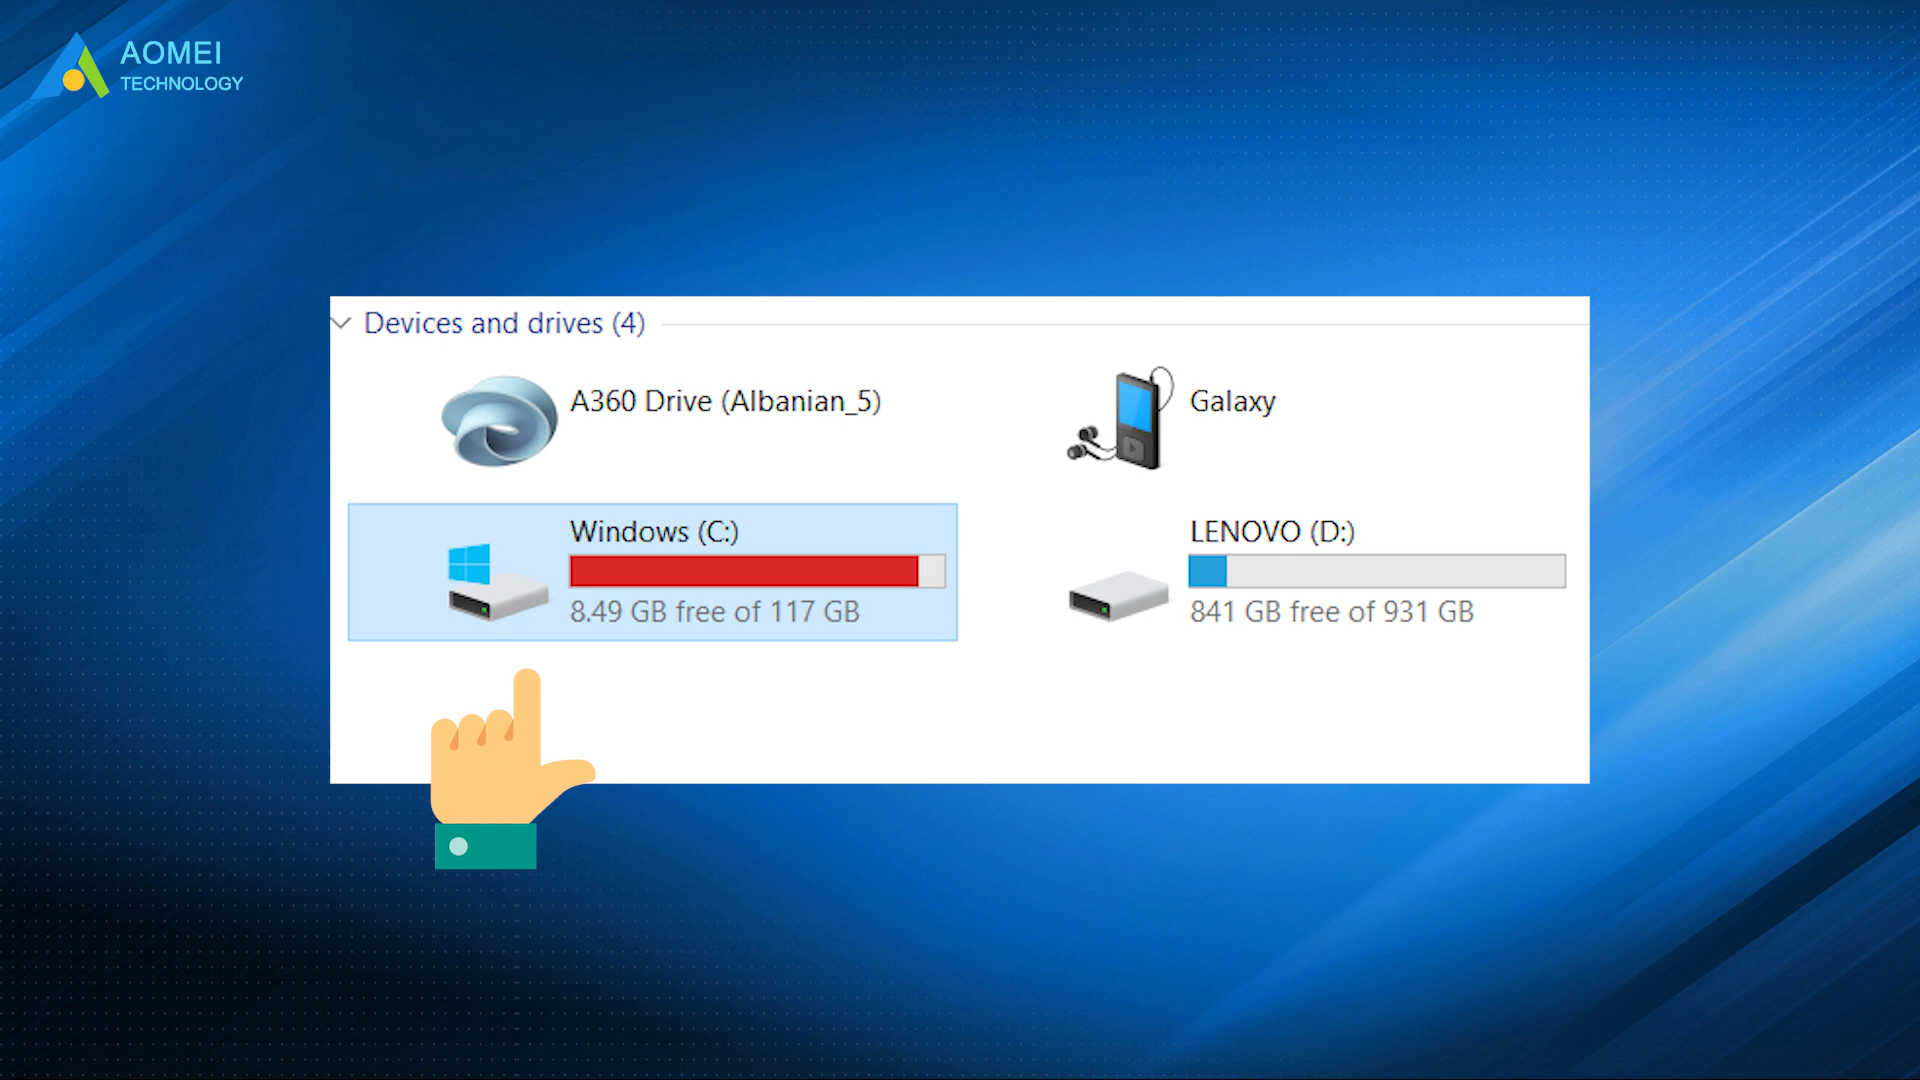 AOMEI
TECHNOLOGY
Devices and drives (4)
A360 Drive (Albanian_5)
Galaxy
Windows (C:)
8.49 GB free of 117 GB
LENOVO (D:)
841 GB free of 931 GB